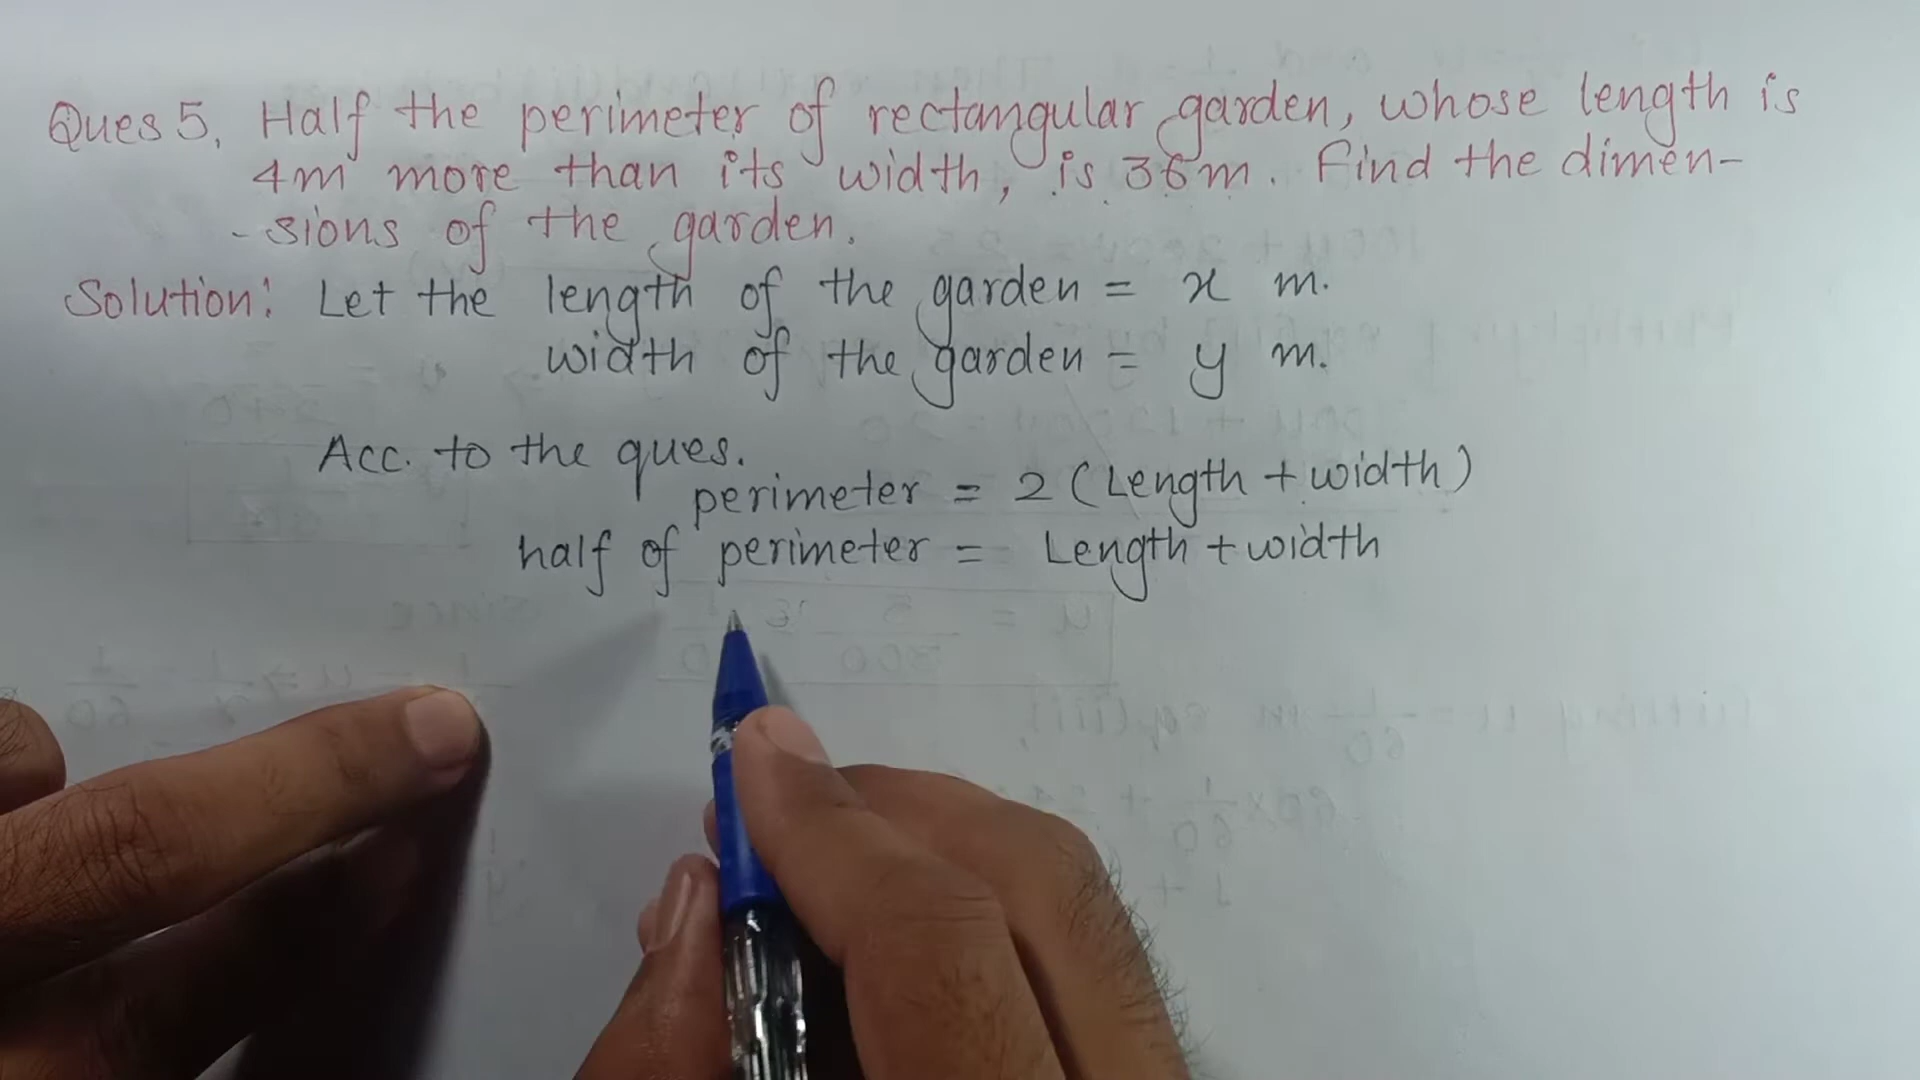 Ques 5. Half the perimeter of rectangular garden, whose length is
4m more than its width, is 36m. Find the dimen-
-sions of the garden.
Solution: Let the length of the garden = x m.
width of the garden = y m.
Acc. to the ques.
perimeter = 2 (Length + width)
half of perimeter = Length + width